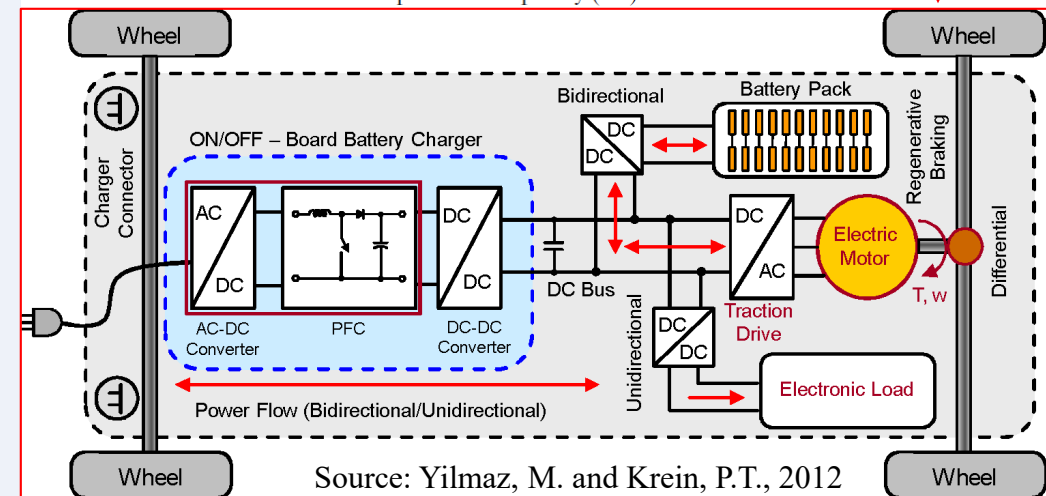 Wheel
Wheel
Charger
Connector
ON/OFF – Board Battery Charger
AC
DC
AC-DC
Converter
PFC
DC
DC
DC-DC
Converter
Power Flow (Bidirectional/Unidirectional)
DC Bus
Bidirectional
DC
DC
Battery Pack
Regenerative
Braking
DC
AC
Traction
Drive
Electric
Motor
T, w
Differential
Unidirectional
DC
DC
Electronic Load
Wheel
Wheel
Source: Yilmaz, M. and Krein, P.T., 2012